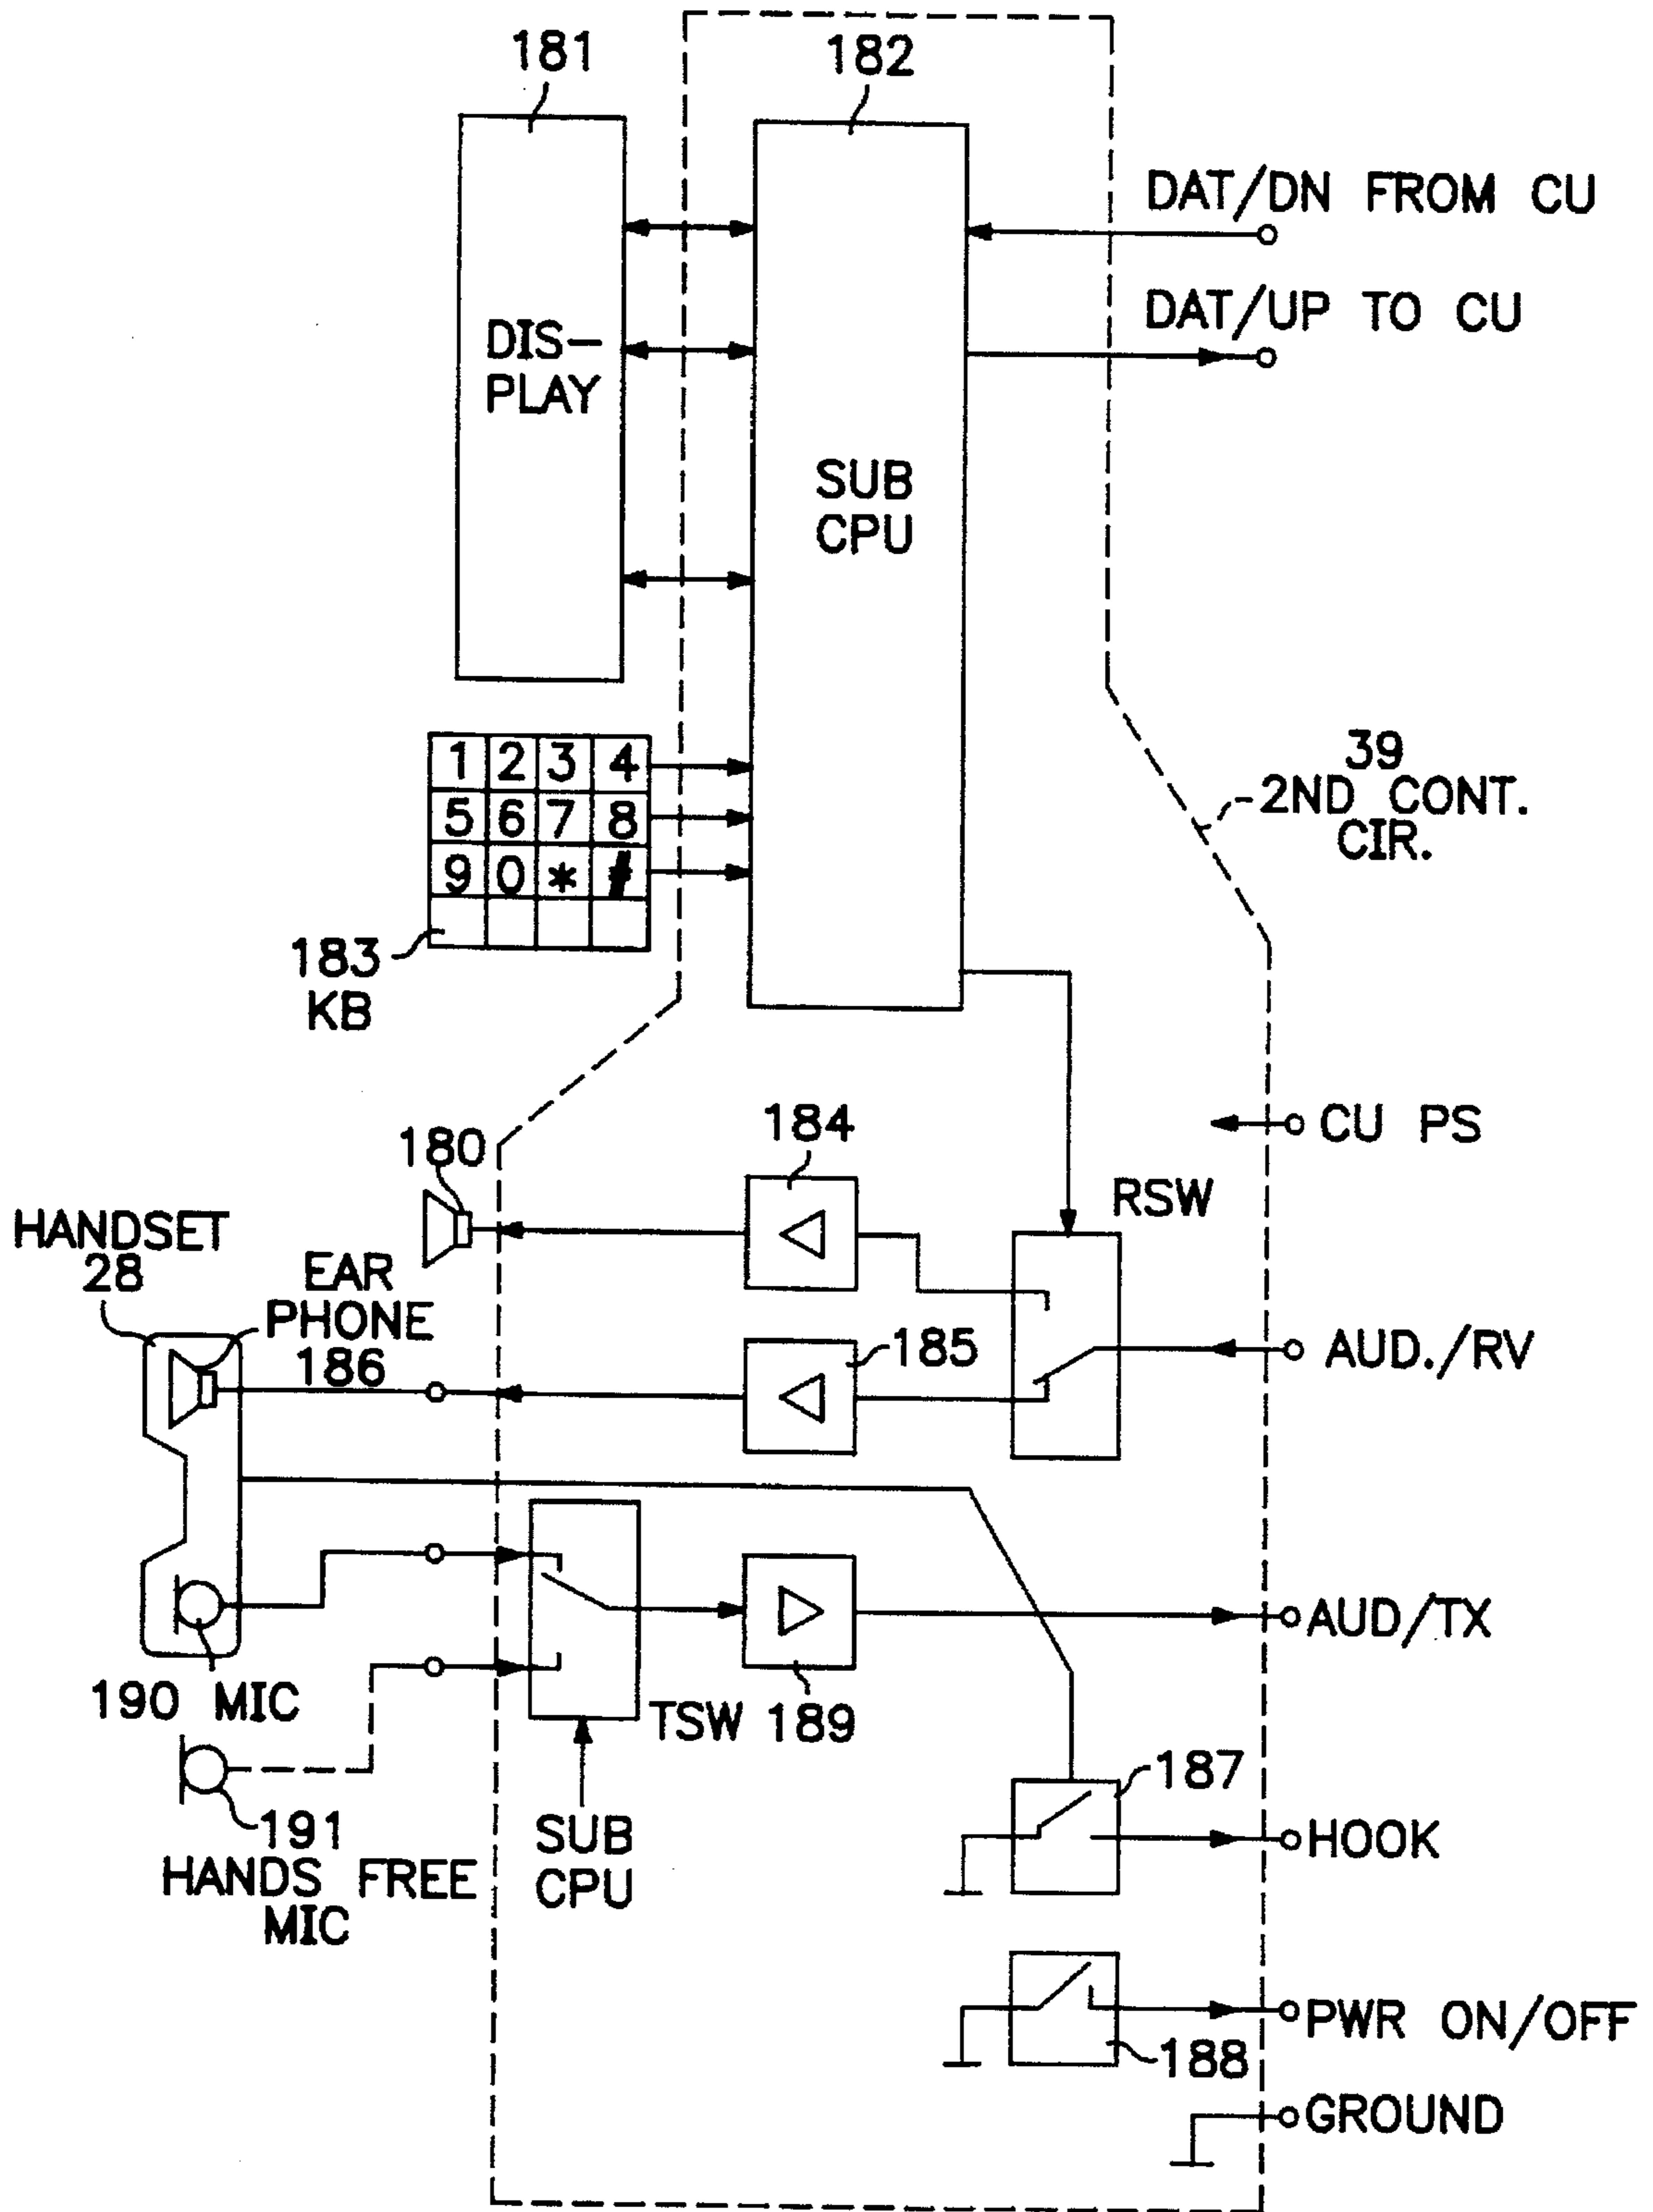 181
182
DAT/DN FROM CU
DAT/UP TO CU
DIS-
PLAY
SUB
CPU
39
2ND CONT.
CIR.
1 2 3 4
5 6 7 8
9 0 * #
183
KB
CU PS
184
180
RSW
HANDSET
28
EAR
PHONE
186
185
AUD./RV
AUD/TX
190 MIC
TSW 189
187
191
HANDS FREE
MIC
SUB
CPU
HOOK
PWR ON/OFF
188
GROUND